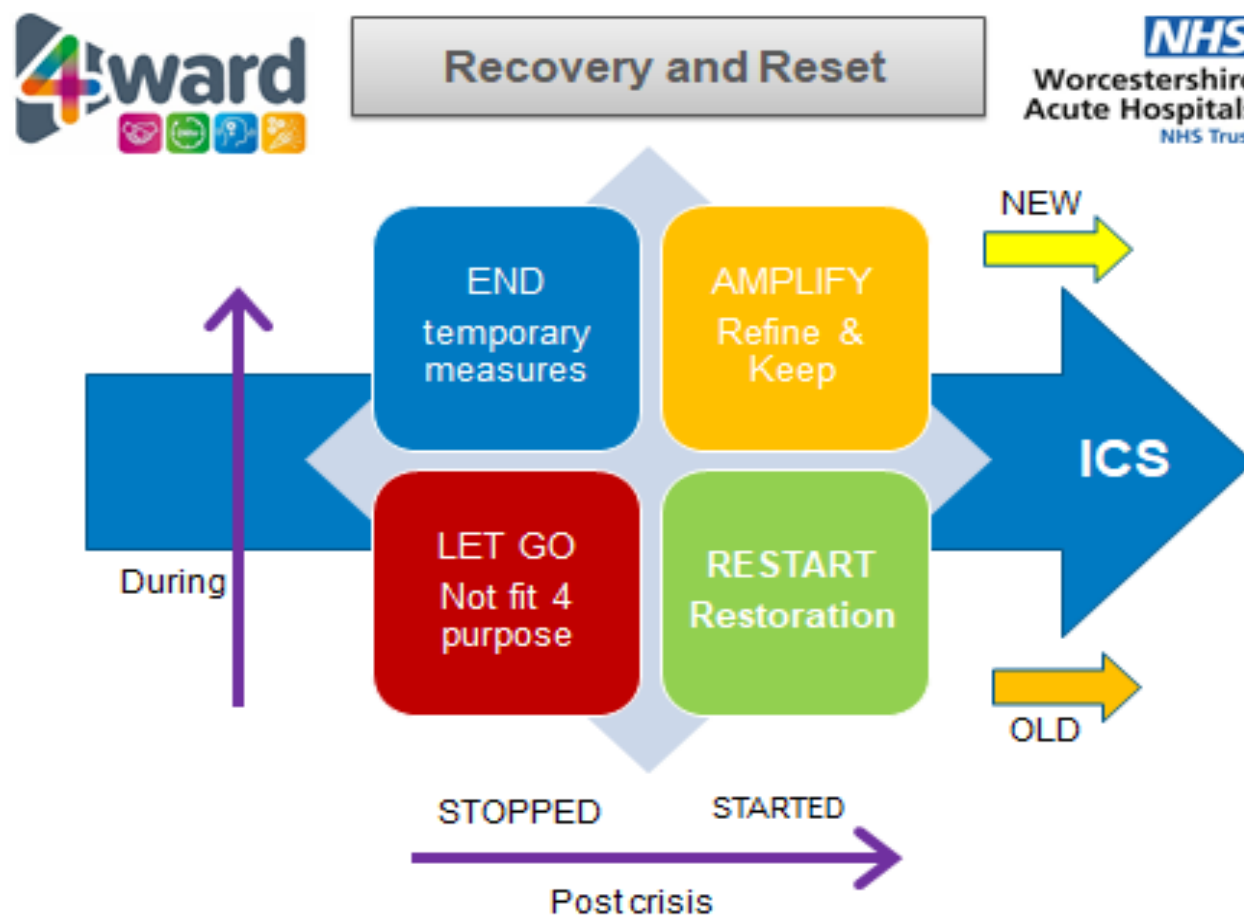 4ward
Recovery and Reset
NHS
Worcestershire
Acute Hospitals
NHS Trus
NEW
END
temporary
measures
AMPLIFY
Refine &
Keep
ICS
During
LET GO
Not fit 4
purpose
RESTART
Restoration
OLD
STOPPED
STARTED
Post crisis